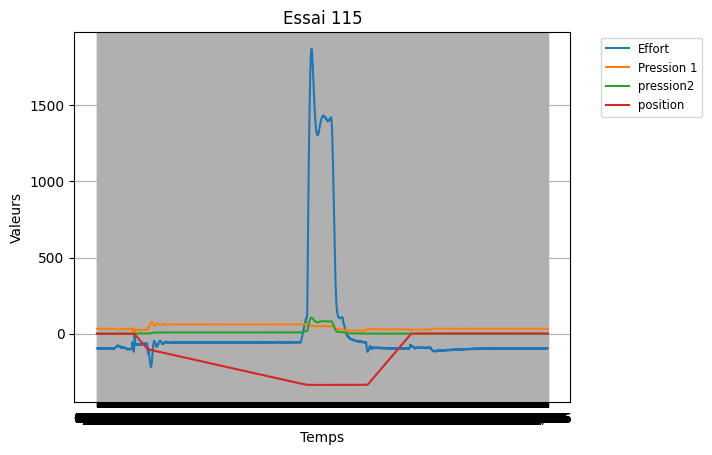 Essai 115
Effort
Pression 1
pression2
position
Valeurs
1500
1000
500
0
Temps